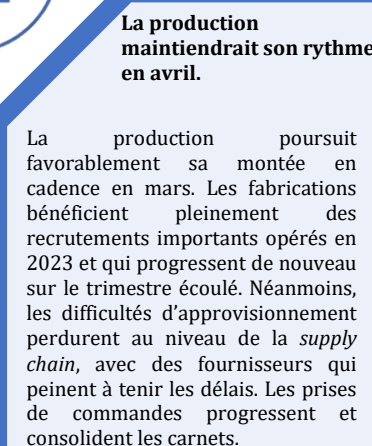 La production
maintiendrait son rythme
en avril.
La production poursuit
favorablement sa montée en
cadence en mars. Les fabrications
bénéficient pleinement des
recrutements importants opérés en
2023 et qui progressent de nouveau
sur le trimestre écoulé. Néanmoins,
les difficultés d’approvisionnement
perdurent au niveau de la supply
chain, avec des fournisseurs qui
peinent à tenir les délais. Les prises
de commandes progressent et
consolident les carnets.